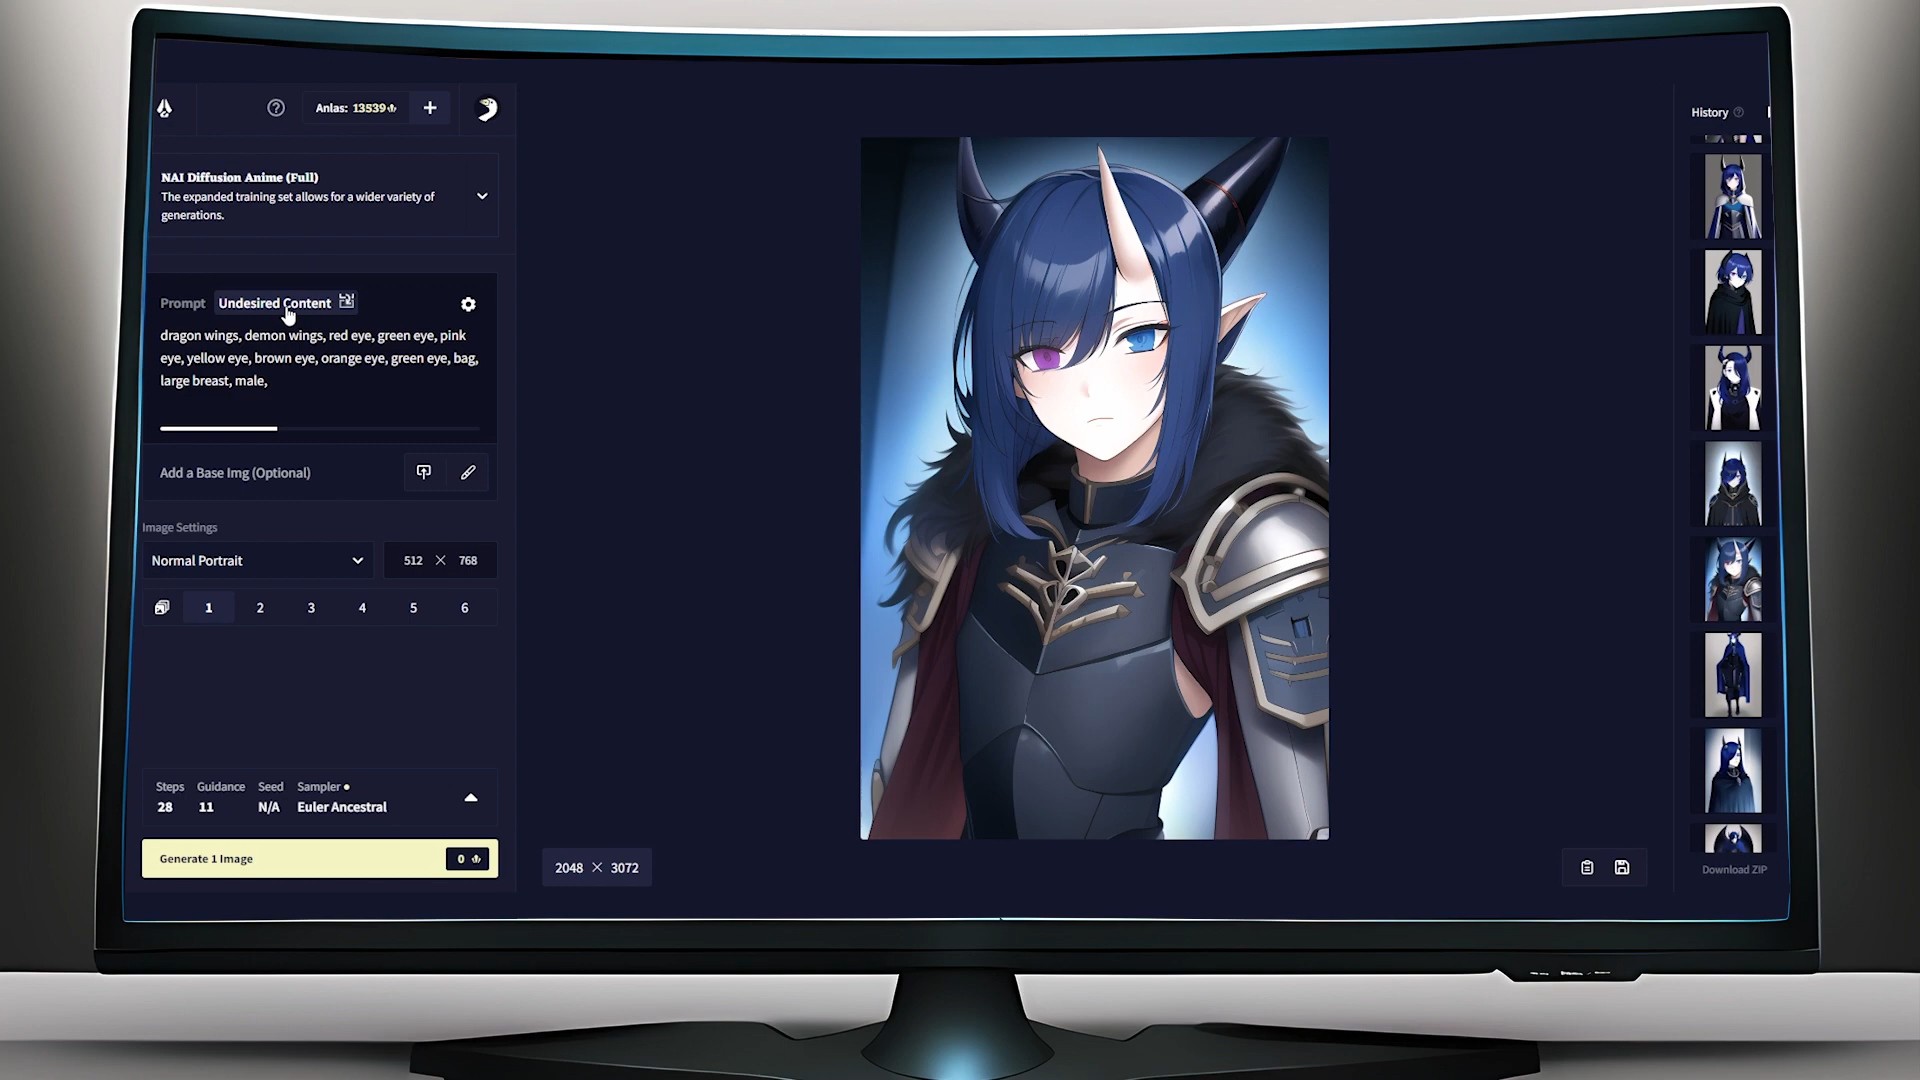 Anlas: 13539
History
NAI Diffusion Anime (Full)
The expanded training set allows for a wider variety of
generations.
Prompt Undesired Content
dragon wings, demon wings, red eye, green eye, pink
eye, yellow eye, brown eye, orange eye, green eye, bag,
large breast, male,
Add a Base Img (Optional)
Image Settings
Normal Portrait 512 × 768
1 2 3 4 5 6
Steps Guidance Seed Sampler
28 11 N/A Euler Ancestral
Generate 1 Image 0
2048 × 3072
Download ZIP